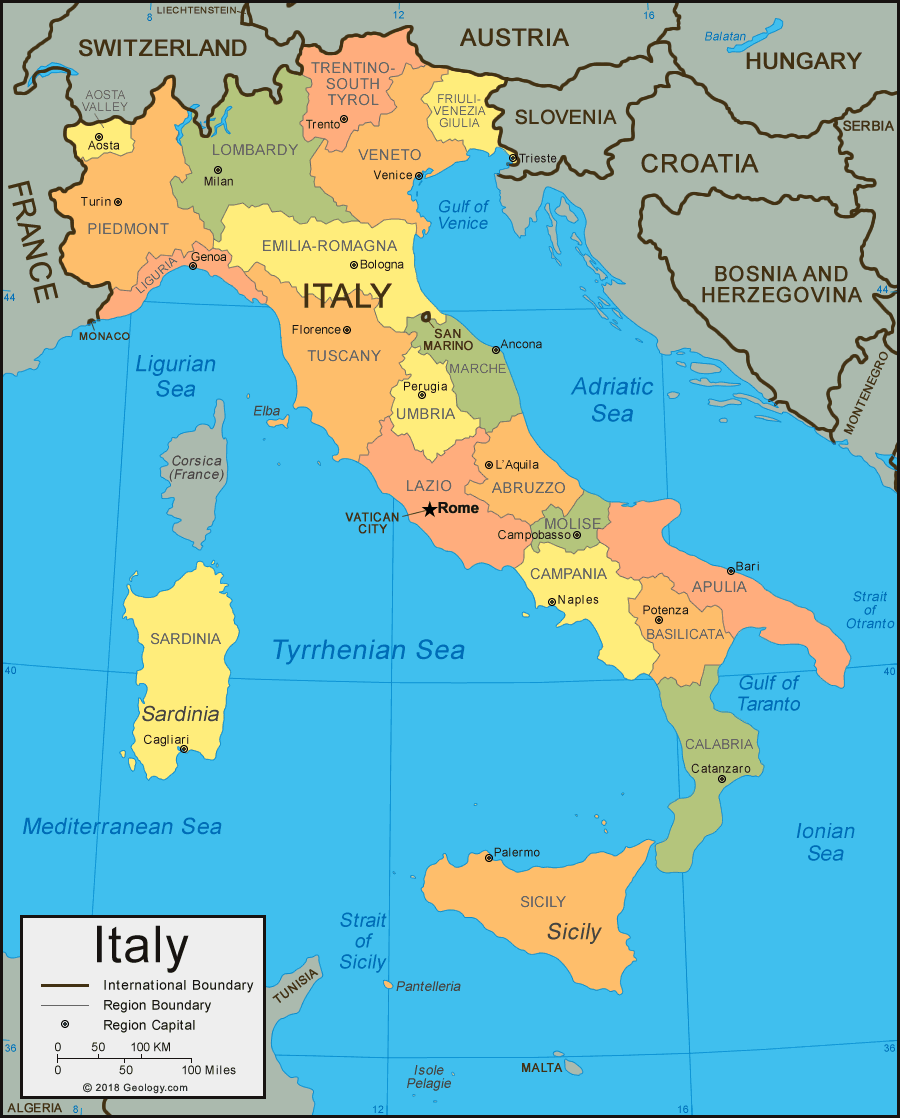 LIECHTENSTEIN
8
12
16
SWITZERLAND
AUSTRIA
Balatan
HUNGARY
TRENTINO-
SOUTH
TYROL
Trento
AOSTA
VALLEY
Aosta
FRIULI-
VENEZIA
GIULIA
SLOVENIA
SERBIA
LOMBARDY
Milan
VENETO
Venice
Trieste
CROATIA
FRANCE
Turin
PIEDMONT
Gulf of
Venice
EMILIA-ROMAGNA
Bologna
LIGURIA
Genoa
BOSNIA AND
HERZEGOVINA
44
44
ITALY
MONACO
Florence
TUSCANY
SAN
MARINO
Ancona
MARCHE
Ligurian
Sea
Perugia
UMBRIA
Adriatic
Sea
MONTENEGRO
Elba
Corsica
(France)
L'Aquila
LAZIO
ABRUZZO
VATICAN
CITY
Rome
MOLISE
Campobasso
CAMPANIA
Naples
Bari
APULIA
Strait
of
Otranto
Potenza
BASILICATA
SARDINIA
Tyrrhenian Sea
40
40
Gulf of
Taranto
Sardinia
Cagliari
CALABRIA
Catanzaro
Mediterranean Sea
Ionian
Sea
Palermo
SICILY
Sicily
Strait
of
Sicily
Pantelleria
TUNISIA
Italy
International Boundary
Region Boundary
Region Capital
0 50 100 KM
0 50 100 Miles
© 2018 Geology.com
36
36
MALTA
Isole
Pelagie
ALGERIA
8
12
16